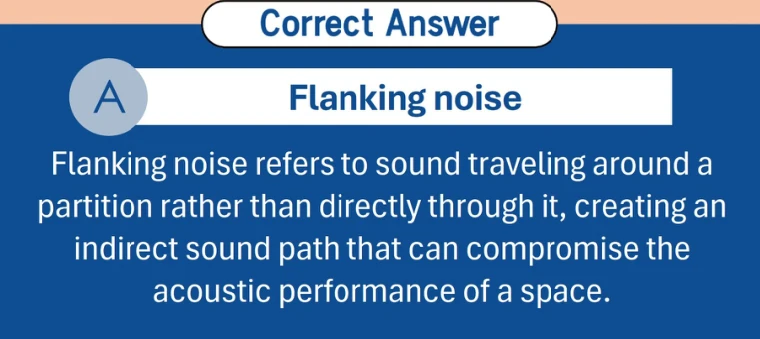 Correct Answer
A
Flanking noise
Flanking noise refers to sound traveling around a
partition rather than directly through it, creating an
indirect sound path that can compromise the
acoustic performance of a space.